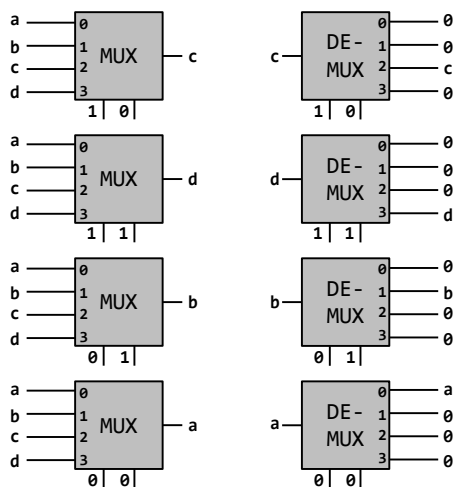 a 0
b 1
c 2 MUX c
d 3
1 0
0 0
DE- 1 0
c MUX 2 c
3 0
1 0
a 0
b 1
c 2 MUX d
d 3
1 1
0 0
DE- 1 0
d MUX 2 0
3 d
1 1
a 0
b 1
c 2 MUX b
d 3
0 1
0 0
DE- 1 b
b MUX 2 0
3 0
0 1
a 0
b 1
c 2 MUX a
d 3
0 0
0 a
DE- 1 0
a MUX 2 0
3 0
0 0